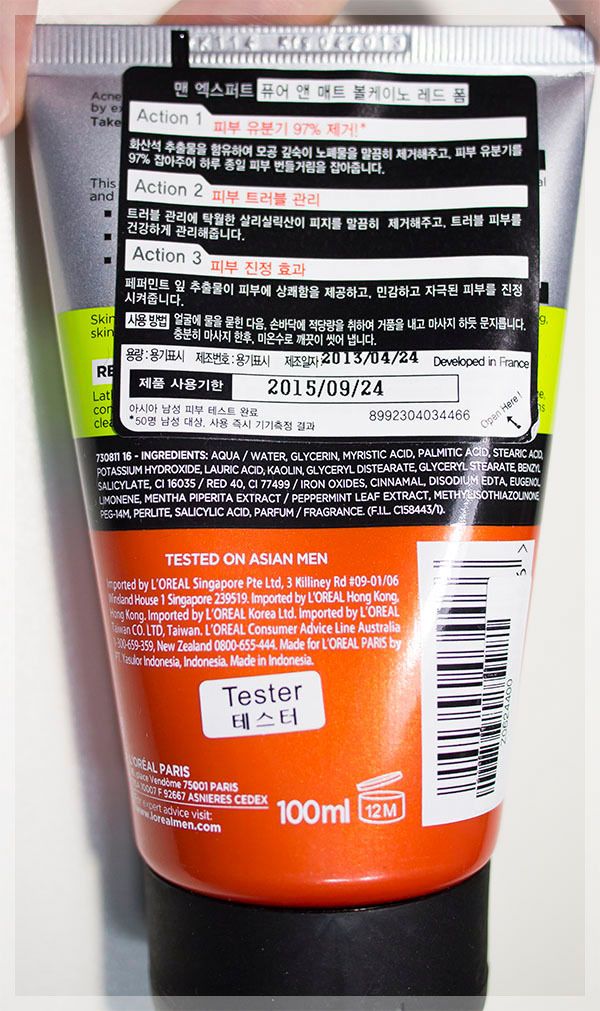 맨 엑스퍼트 퓨어 앤 매트 볼케이노 레드 폼
Acne
by ex
Take
Action 1 피부 유분기 97% 제거!*
화산석 추출물을 함유하여 모공 깊숙이 노폐물을 말끔히 제거해주고, 피부 유분기를
97% 잡아주어 하루 종일 피부 번들거림을 잡아줍니다.
This
and
Action 2 피부 트러블 관리
트러블 관리에 탁월한 살리실릭산이 피지를 말끔히 제거해주고, 트러블 피부를
건강하게 관리해줍니다.
Action 3 피부 진정 효과
페퍼민트 잎 추출물이 피부에 상쾌함을 제공하고, 민감하고 자극된 피부를 진정
시켜줍니다.
Skin
skin
사용 방법 얼굴에 물을 묻힌 다음, 손바닥에 적당량을 취하여 거품을 내고 마사지 하듯 문지릅니다.
충분히 마사지 한후, 미온수로 깨끗이 씻어 냅니다.
용량 : 용기표시 제조번호 : 용기표시 제조일자 2013/04/24 Developed in France
RE
제품 사용기한 2015/09/24
Lath
con
clea
아시아 남성 피부 테스트 완료 8992304034466 Open Here !
*50명 남성 대상, 사용 즉시 기기측정 결과
730811 16 - INGREDIENTS: AQUA / WATER, GLYCERIN, MYRISTIC ACID, PALMITIC ACID, STEARIC ACID,
POTASSIUM HYDROXIDE, LAURIC ACID, KAOLIN, GLYCERYL DISTEARATE, GLYCERYL STEARATE, BENZYL
SALICYLATE, CI 16035 / RED 40, CI 77499 / IRON OXIDES, CINNAMAL, DISODIUM EDTA, EUGENOL,
LIMONENE, MENTHA PIPERITA EXTRACT / PEPPERMINT LEAF EXTRACT, METHYLISOTHIAZOLINONE,
PEG-14M, PERLITE, SALICYLIC ACID, PARFUM / FRAGRANCE. (F.I.L. C158443/1).
TESTED ON ASIAN MEN
Imported by L'OREAL Singapore Pte Ltd, 3 Killiney Rd #09-01/06
Winsland House 1 Singapore 239519. Imported by L'OREAL Hong Kong,
Hong Kong. Imported by L'OREAL Korea Ltd. Imported by L'OREAL
Taiwan CO. LTD, Taiwan. L'OREAL Consumer Advice Line Australia
1-300-659-359, New Zealand 0800-655-444. Made for L'OREAL PARIS by
PT. Yasulor Indonesia, Indonesia. Made in Indonesia.
Tester
테스터
Z0624400
L'ORÉAL PARIS
place Vendôme 75001 PARIS
10007 F 92667 ASNIERES CEDEX
expert advice visit:
www.lorealmen.com
100ml 12M